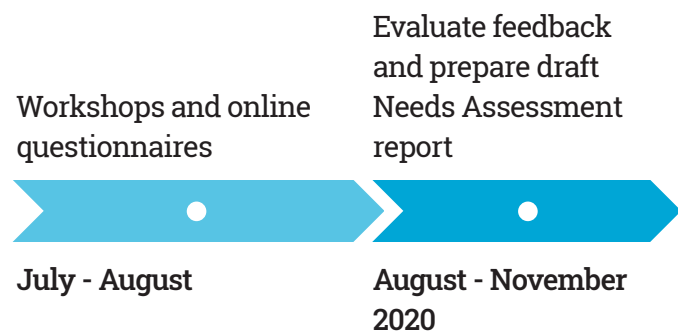 Workshops and online
questionnaires
July - August
Evaluate feedback
and prepare draft
Needs Assessment
report
August - November
2020